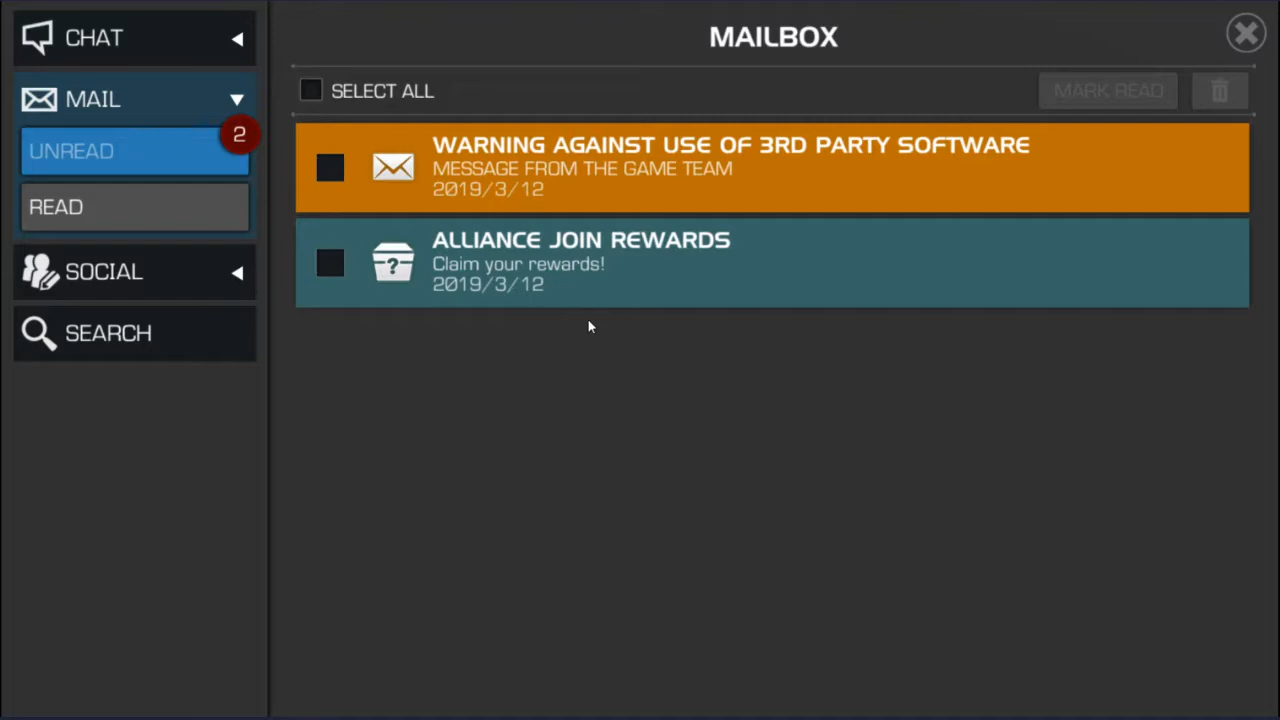 CHAT
MAIL
2
UNREAD
READ
SOCIAL
SEARCH
MAILBOX
SELECT ALL
MARK READ
WARNING AGAINST USE OF 3RD PARTY SOFTWARE
MESSAGE FROM THE GAME TEAM
2019/3/12
?
ALLIANCE JOIN REWARDS
Claim your rewards!
2019/3/12